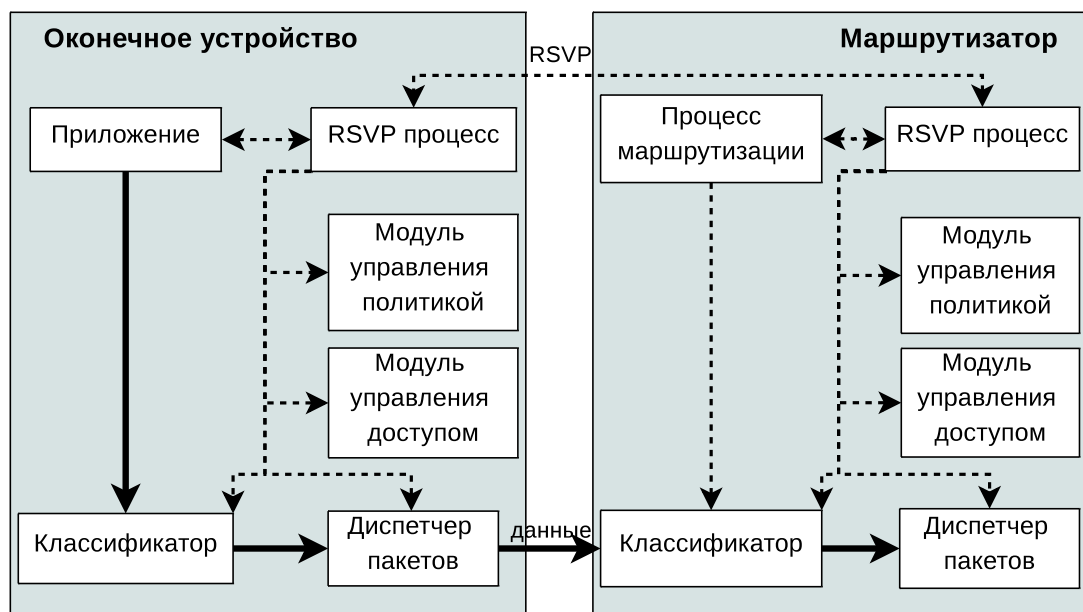 Оконечное устройство
Маршрутизатор
RSVP
Приложение
RSVP процесс
Процесс
маршрутизации
RSVP процесс
Модуль
управления
политикой
Модуль
управления
политикой
Модуль
управления
доступом
Модуль
управления
доступом
Классификатор
Диспетчер
пакетов
данные
Классификатор
Диспетчер
пакетов